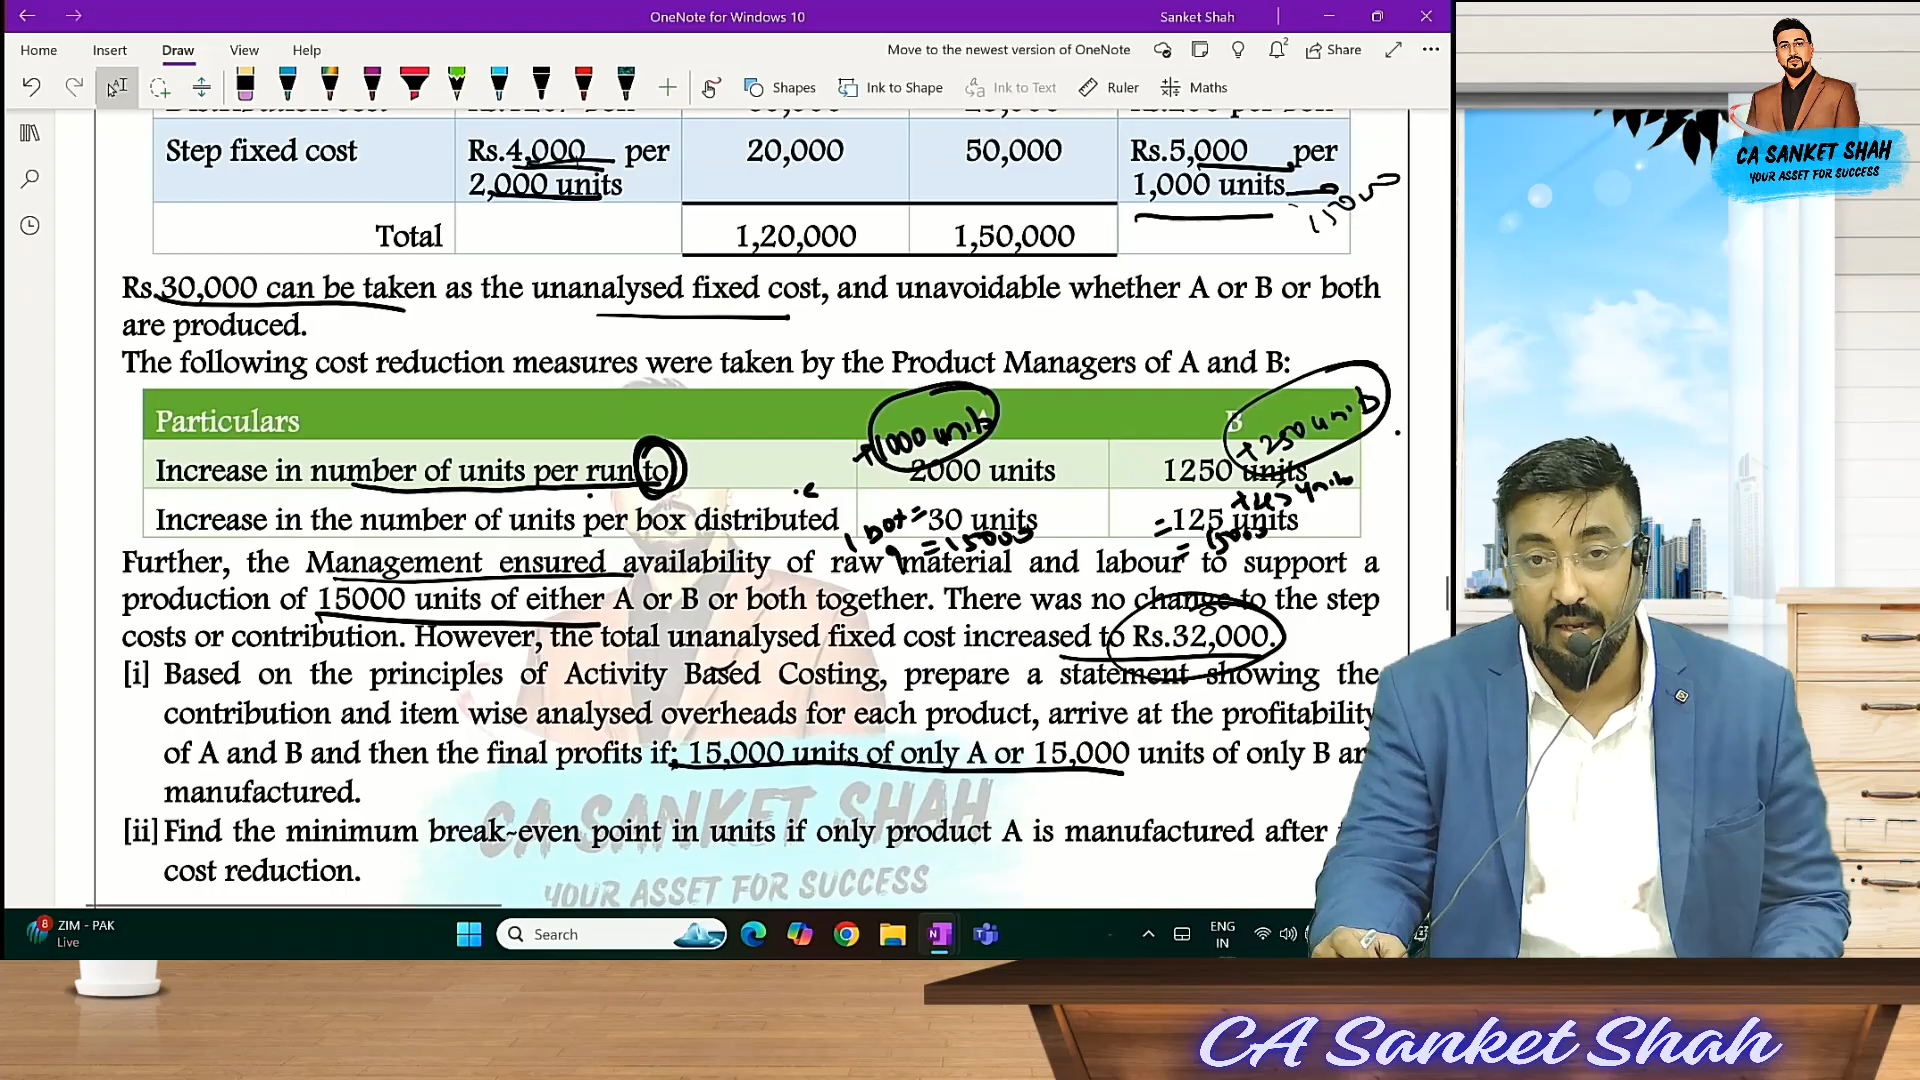 OneNote for Windows 10
Sanket Shah
Home Insert Draw View Help
Move to the newest version of OneNote
Share
Shapes
Ink to Shape
Ink to Text
Ruler
Maths
CA SANKET SHAH
YOUR ASSET FOR SUCCESS
Step fixed cost Rs.4,000 per 2,000 units 20,000 50,000 Rs.5,000 per 1,000 units
Total 1,20,000 1,50,000
Rs.30,000 can be taken as the unanalysed fixed cost, and unavoidable whether A or B or both
are produced.
The following cost reduction measures were taken by the Product Managers of A and B:
+1000 units
+250 units
Particulars B
Increase in number of units per run to 2000 units 1250 units
Increase in the number of units per box distributed 30 units 125 units
1 box =
= 
Further, the Management ensured availability of raw material and labour to support a
production of 15000 units of either A or B or both together. There was no change to the step
costs or contribution. However, the total unanalysed fixed cost increased to Rs.32,000.
[i] Based on the principles of Activity Based Costing, prepare a statement showing the
contribution and item wise analysed overheads for each product, arrive at the profitability
of A and B and then the final profits if; 15,000 units of only A or 15,000 units of only B ar
manufactured.
[ii] Find the minimum break-even point in units if only product A is manufactured after
cost reduction.
CA SANKET SHAH
YOUR ASSET FOR SUCCESS
8
ZIM - PAK
Live
Search
ENG
IN
CA Sanket Shah